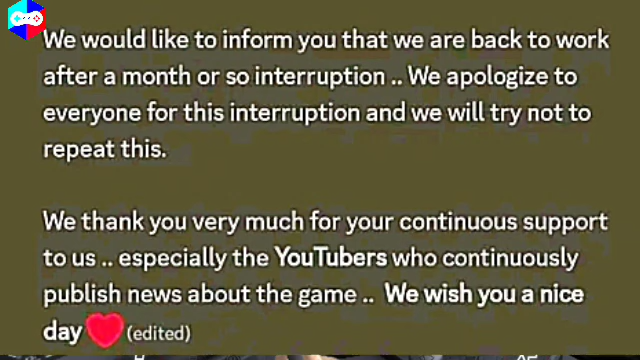 We would like to inform you that we are back to work
after a month or so interruption .. We apologize to
everyone for this interruption and we will try not to
repeat this.
We thank you very much for your continuous support
to us .. especially the YouTubers who continuously
publish news about the game .. We wish you a nice
day❤️(edited)